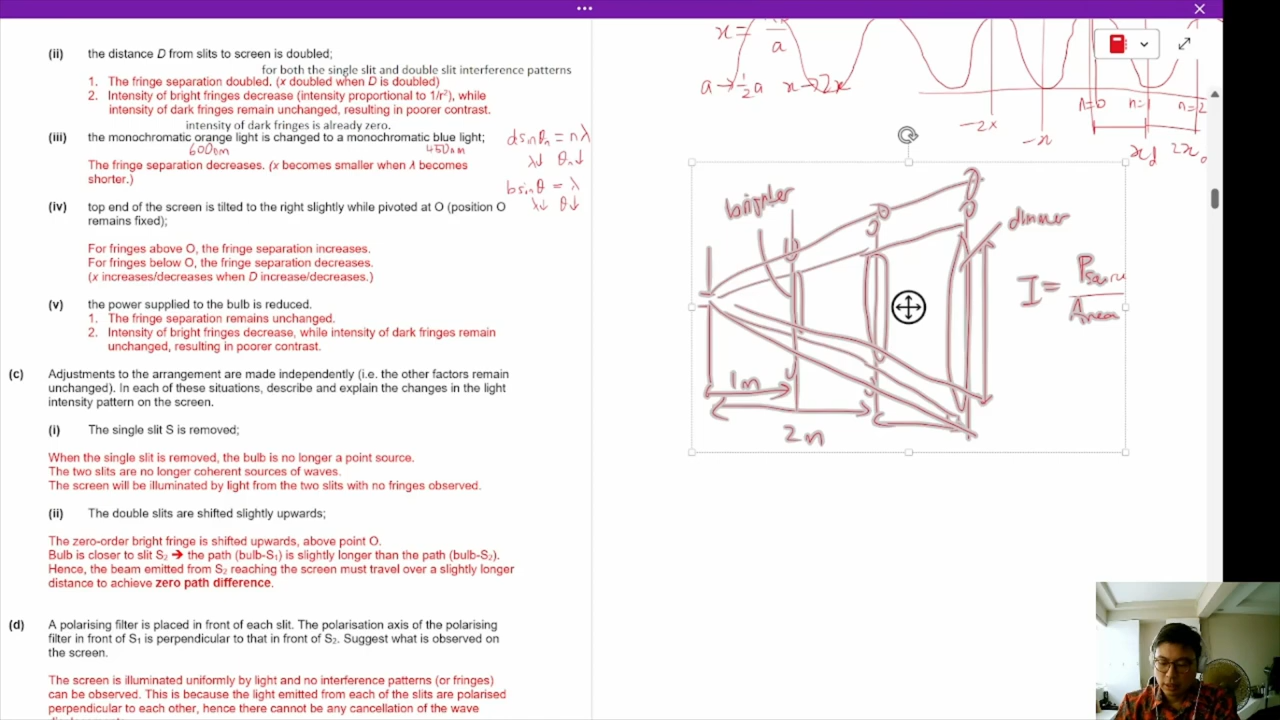 (ii) the distance D from slits to screen is doubled;
for both the single slit and double slit interference patterns
1. The fringe separation doubled. (x doubled when D is doubled)
2. Intensity of bright fringes decrease (intensity proportional to 1/r²), while
intensity of dark fringes remain unchanged, resulting in poorer contrast.
intensity of dark fringes is already zero.
(iii) the monochromatic orange light is changed to a monochromatic blue light;
600nm 450nm
The fringe separation decreases. (x becomes smaller when λ becomes
shorter.)
dsinθn = nλ
λ↓ θn↓
bsinθ = λ
λ↓ θ↓
(iv) top end of the screen is tilted to the right slightly while pivoted at O (position O
remains fixed);
For fringes above O, the fringe separation increases.
For fringes below O, the fringe separation decreases.
(x increases/decreases when D increase/decreases.)
(v) the power supplied to the bulb is reduced.
1. The fringe separation remains unchanged.
2. Intensity of bright fringes decrease, while intensity of dark fringes remain
unchanged, resulting in poorer contrast.
(c) Adjustments to the arrangement are made independently (i.e. the other factors remain
unchanged). In each of these situations, describe and explain the changes in the light
intensity pattern on the screen.
(i) The single slit S is removed;
When the single slit is removed, the bulb is no longer a point source.
The two slits are no longer coherent sources of waves.
The screen will be illuminated by light from the two slits with no fringes observed.
(ii) The double slits are shifted slightly upwards;
The zero-order bright fringe is shifted upwards, above point O.
Bulb is closer to slit S₂ ➔ the path (bulb-S₁) is slightly longer than the path (bulb-S₂).
Hence, the beam emitted from S₂ reaching the screen must travel over a slightly longer
distance to achieve zero path difference.
(d) A polarising filter is placed in front of each slit. The polarisation axis of the polarising
filter in front of S₁ is perpendicular to that in front of S₂. Suggest what is observed on
the screen.
The screen is illuminated uniformly by light and no interference patterns (or fringes)
can be observed. This is because the light emitted from each of the slits are polarised
perpendicular to each other, hence there cannot be any cancellation of the wave
x = a
a → ½a x → 2x
n=0 n=1 n=2
-2x -x
brighter
dimmer
I = P / Area
1m
2m